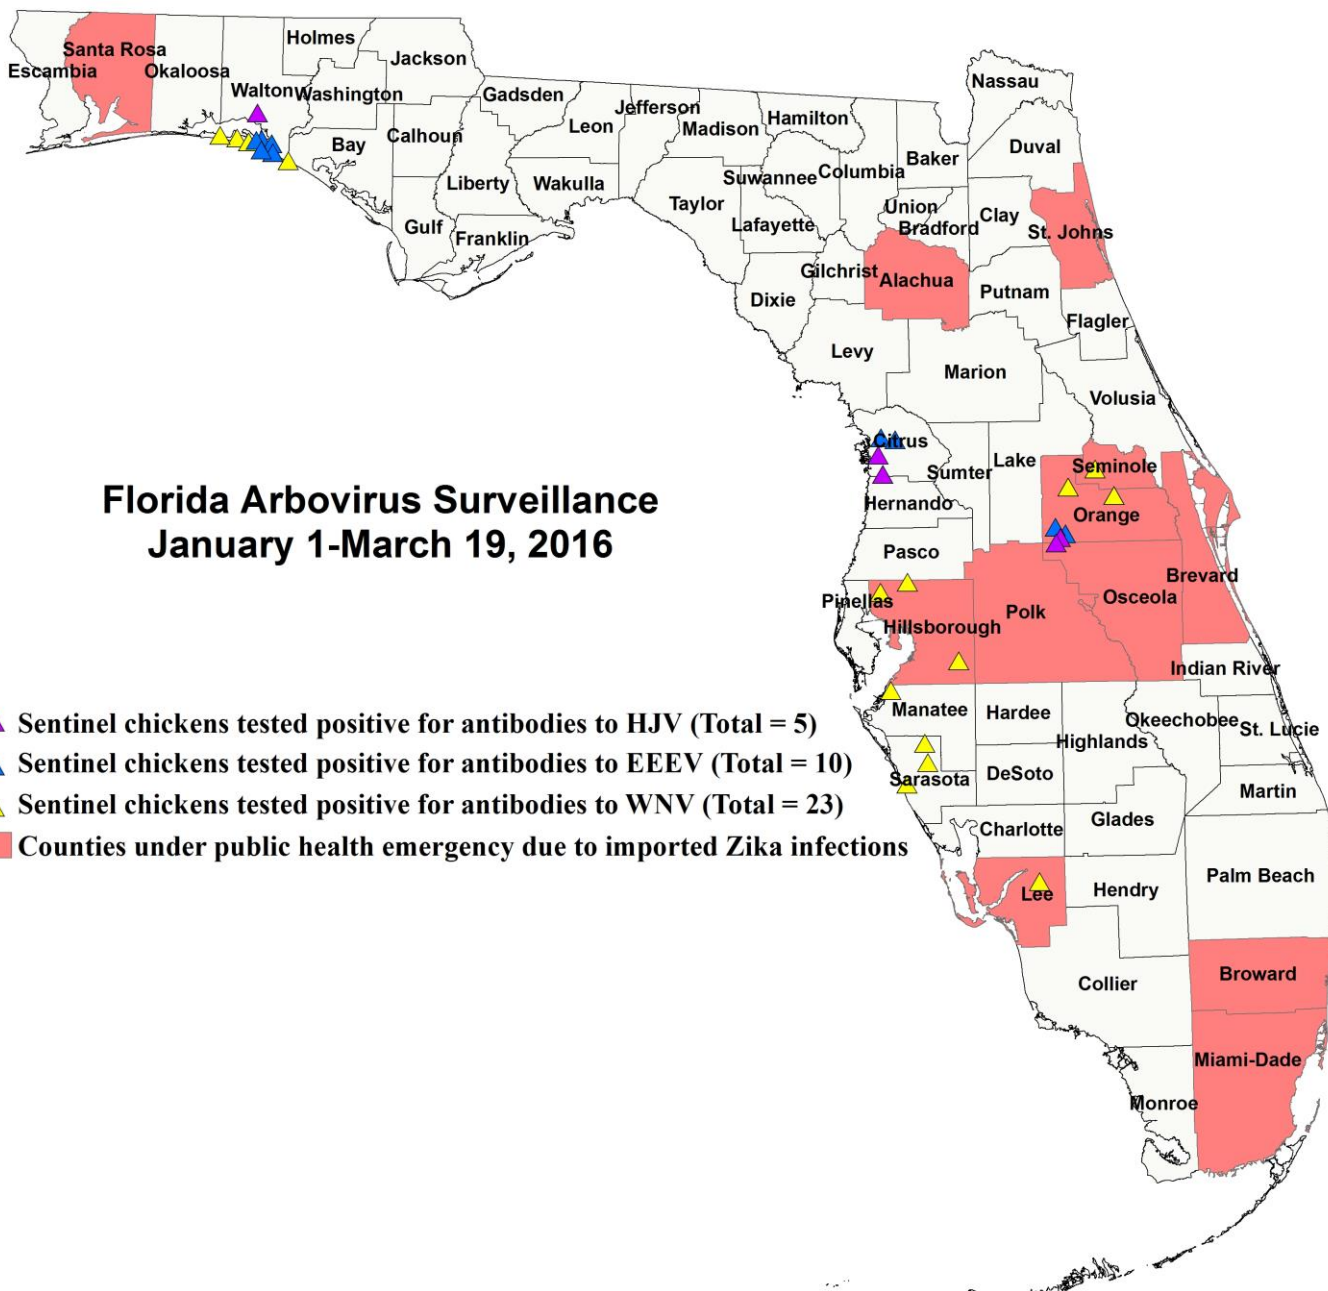 Holmes
Jackson
Santa Rosa
Escambia
Okaloosa
Walton
Washington
Nassau
Gadsden
Jefferson
Leon
Madison
Hamilton
Calhoun
Bay
Duval
Baker
Suwannee
Columbia
Liberty
Wakulla
Taylor
Union
Lafayette
Clay
Bradford
Gulf
Franklin
St. Johns
Gilchrist
Alachua
Putnam
Dixie
Flagler
Levy
Marion
Volusia
Citrus
Lake
Seminole
Sumter
Florida Arbovirus Surveillance
January 1-March 19, 2016
Hernando
Orange
Pasco
Brevard
Pinellas
Osceola
Polk
Hillsborough
Indian River
Manatee
Hardee
Okeechobee
St. Lucie
Highlands
DeSoto
Sarasota
Martin
Glades
Charlotte
Sentinel chickens tested positive for antibodies to HJV (Total = 5)
Sentinel chickens tested positive for antibodies to EEEV (Total = 10)
Sentinel chickens tested positive for antibodies to WNV (Total = 23)
Counties under public health emergency due to imported Zika infections
Palm Beach
Hendry
Lee
Broward
Collier
Miami-Dade
Monroe